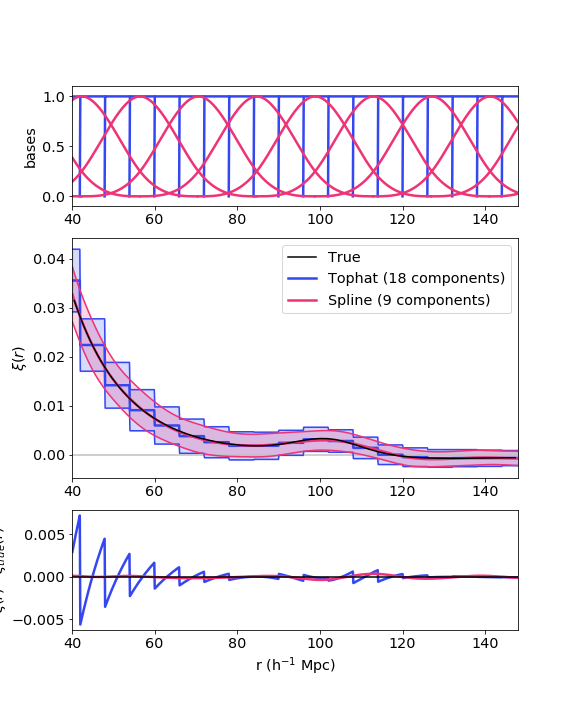 1.0
0.5
0.0
bases
40 60 80 100 120 140
0.04
0.03
0.02
0.01
0.00
ξ(r)
True
Tophat (18 components)
Spline (9 components)
40 60 80 100 120 140
0.005
0.000
−0.005
40 60 80 100 120 140
r (h⁻¹ Mpc)